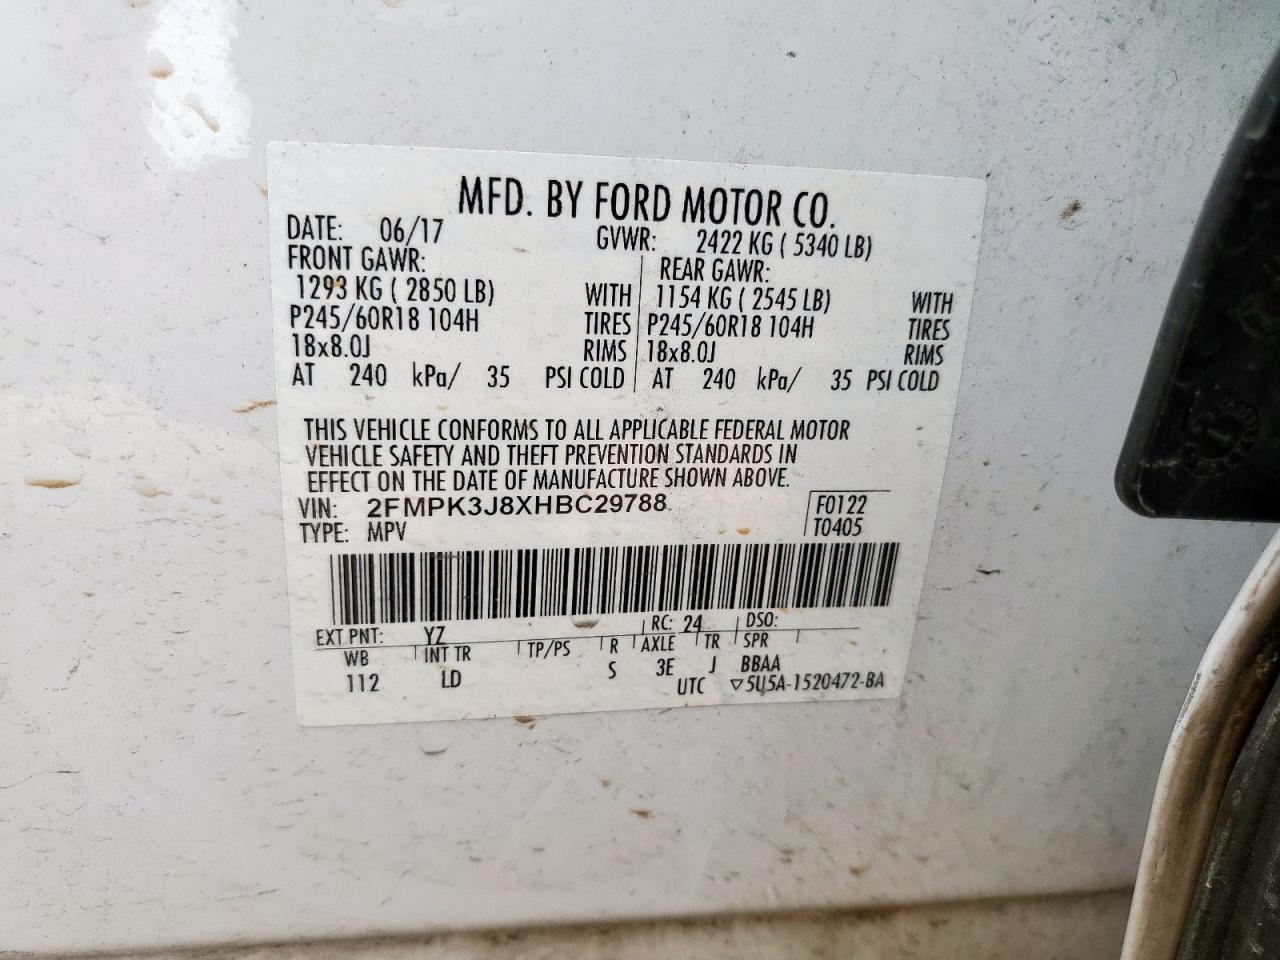 MFD. BY FORD MOTOR CO.
DATE: 06/17 GVWR: 2422 KG ( 5340 LB)
FRONT GAWR: REAR GAWR:
1293 KG ( 2850 LB) WITH 1154 KG ( 2545 LB) WITH
P245/60R18 104H TIRES P245/60R18 104H TIRES
18x8.0J RIMS 18x8.0J RIMS
AT 240 kPa/ 35 PSI COLD AT 240 kPa/ 35 PSI COLD
THIS VEHICLE CONFORMS TO ALL APPLICABLE FEDERAL MOTOR
VEHICLE SAFETY AND THEFT PREVENTION STANDARDS IN
EFFECT ON THE DATE OF MANUFACTURE SHOWN ABOVE.
VIN: 2FMPK3J8XHBC29788 F0122
TYPE: MPV T0405
EXT PNT: YZ RC: 24 DSO:
WB INT TR TP/PS R AXLE TR SPR
112 LD S 3E J BBAA
UTC ▽5U5A-1520472-BA